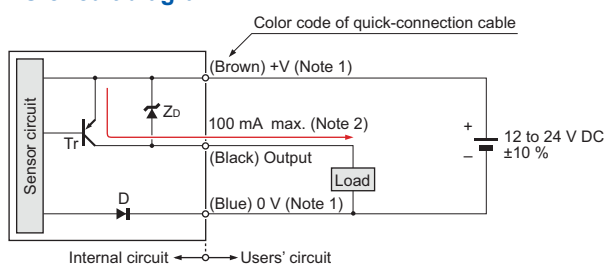 Color code of quick-connection cable
(Brown) +V (Note 1)
Sensor circuit
Tr
ZD
100 mA max. (Note 2)
(Black) Output
+
12 to 24 V DC
–
±10 %
Load
D
(Blue) 0 V (Note 1)
Internal circuit
Users' circuit